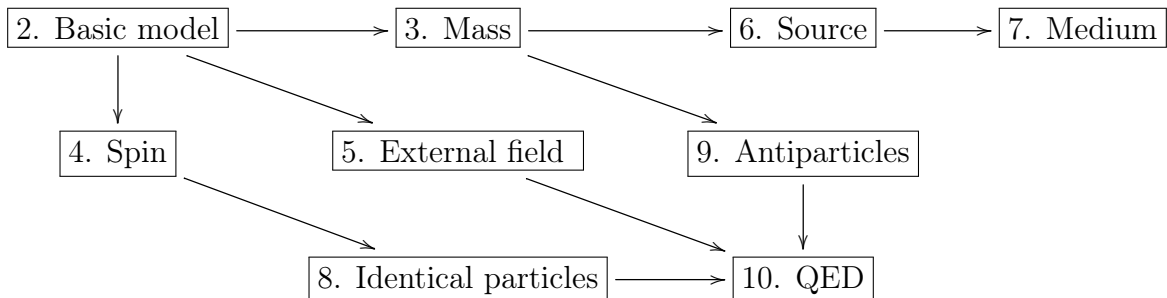 2. Basic model
3. Mass
6. Source
7. Medium
4. Spin
5. External field
9. Antiparticles
8. Identical particles
10. QED